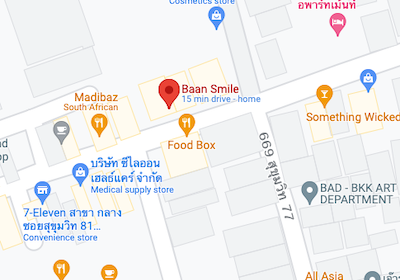 Cosmetics store
อพาร์ทเม้นท์
Baan Smile
15 min drive - home
Madibaz
South African
Something Wicked
Food Box
669 สุขุมวิท 77
บริษัท ซีไลออน
เฮลธ์แคร์ จำกัด
Medical supply store
BAD - BKK ART
DEPARTMENT
7-Eleven สาขา กลาง
ซอยสุขุมวิท 81...
Convenience store
All Asia